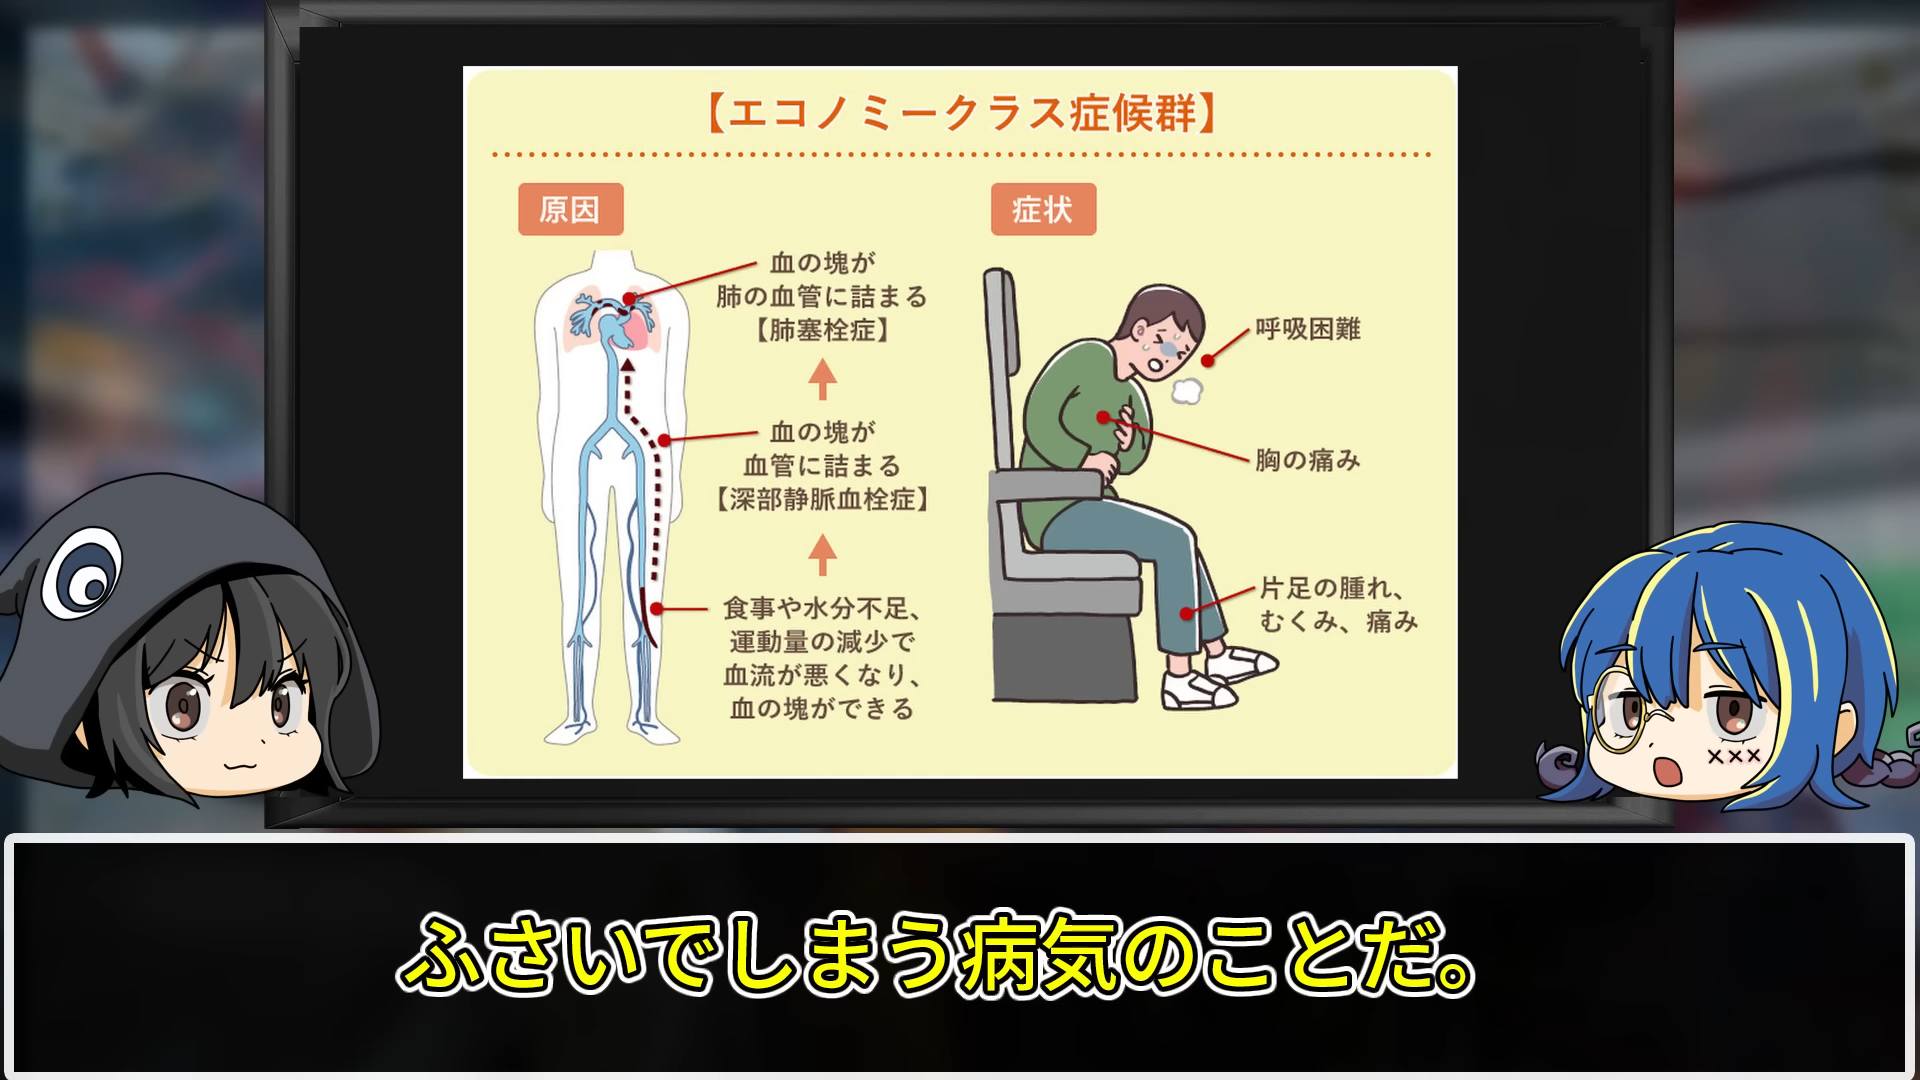 【エコノミークラス症候群】
原因
血の塊が
肺の血管に詰まる
【肺塞栓症】
血の塊が
血管に詰まる
【深部静脈血栓症】
食事や水分不足、
運動量の減少で
血流が悪くなり、
血の塊ができる
症状
呼吸困難
胸の痛み
片足の腫れ、
むくみ、痛み
ふさいでしまう病気のことだ。